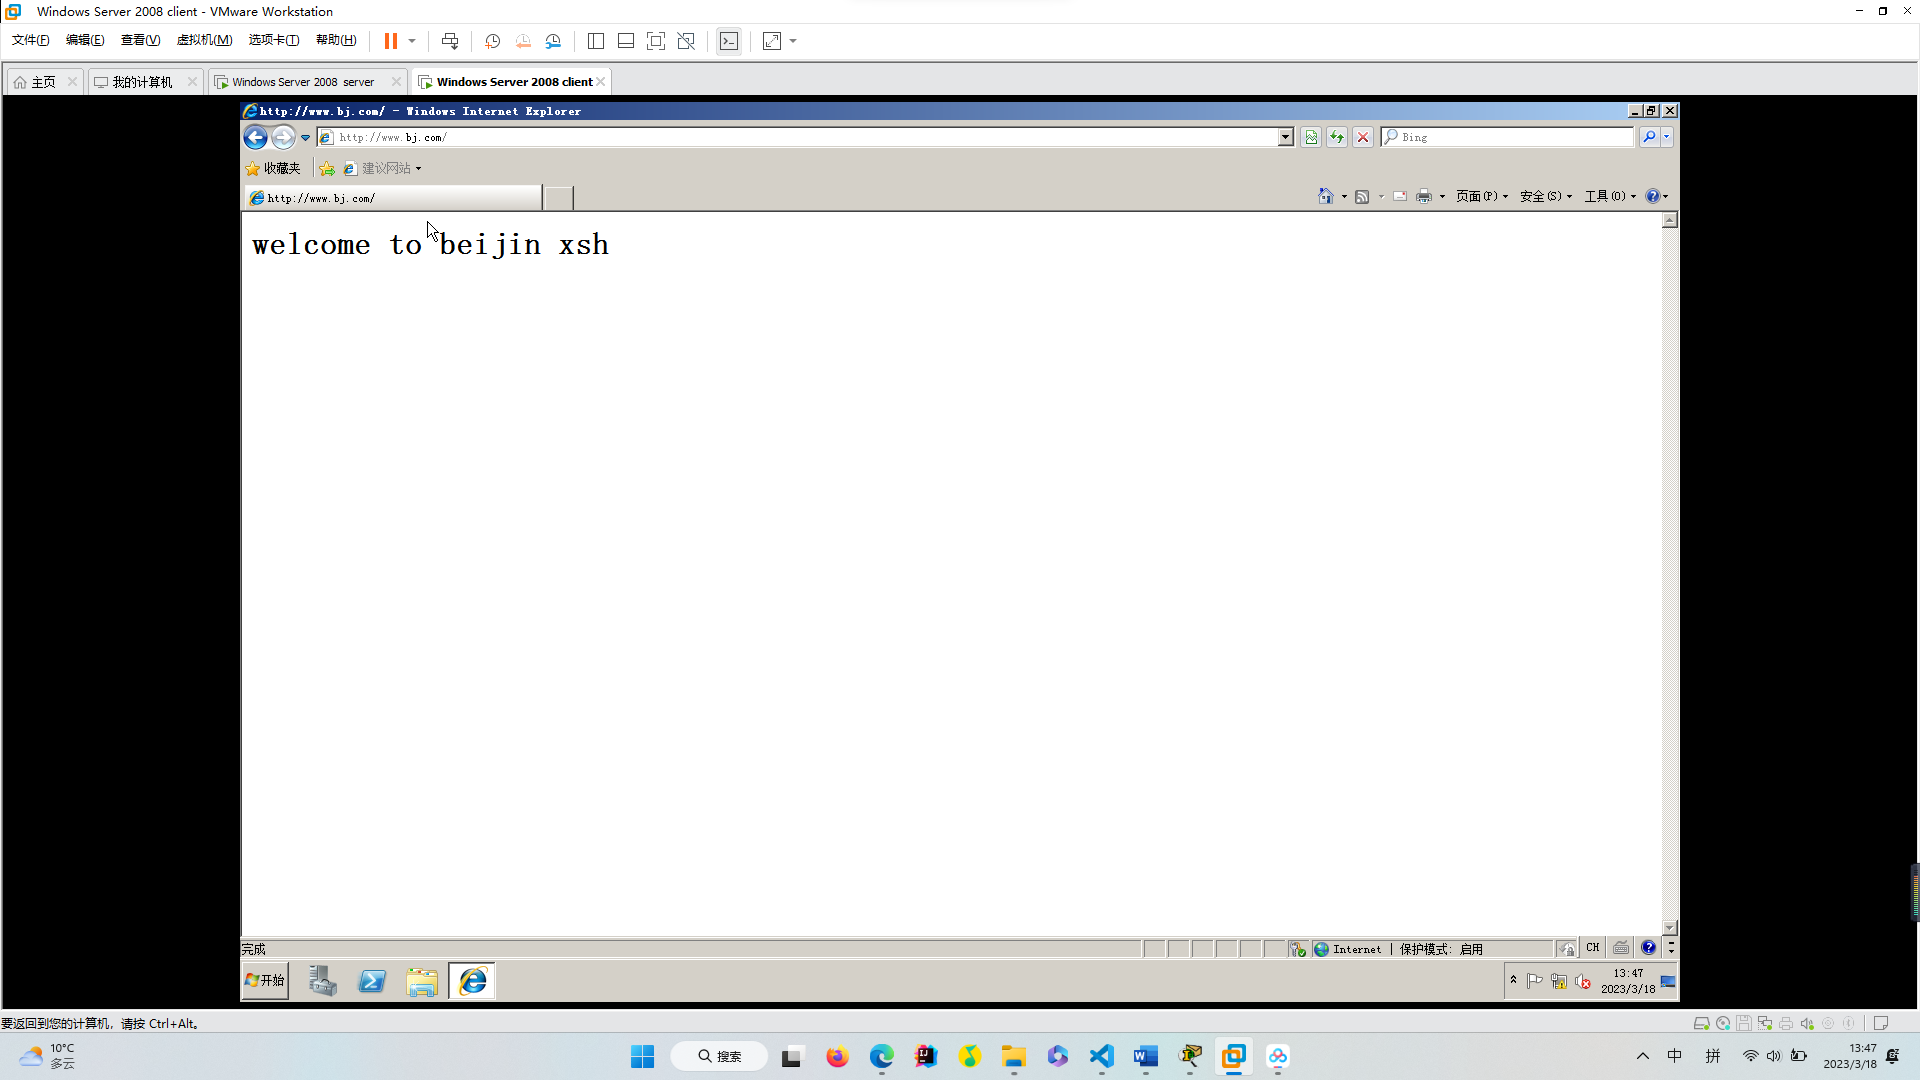 Windows Server 2008 client - VMware Workstation
文件(F) 编辑(E) 查看(V) 虚拟机(M) 选项卡(T) 帮助(H)
主页 我的计算机 Windows Server 2008 server Windows Server 2008 client
http://www.bj.com/ - Windows Internet Explorer
http://www.bj.com/ Bing
收藏夹 建议网站
http://www.bj.com/ 页面(P) 安全(S) 工具(O)
welcome to beijin xsh
完成 Internet | 保护模式: 启用 CH
开始 13:47
2023/3/18
要返回到您的计算机，请按 Ctrl+Alt。
10°C
多云
搜索
中 拼
13:47
2023/3/18